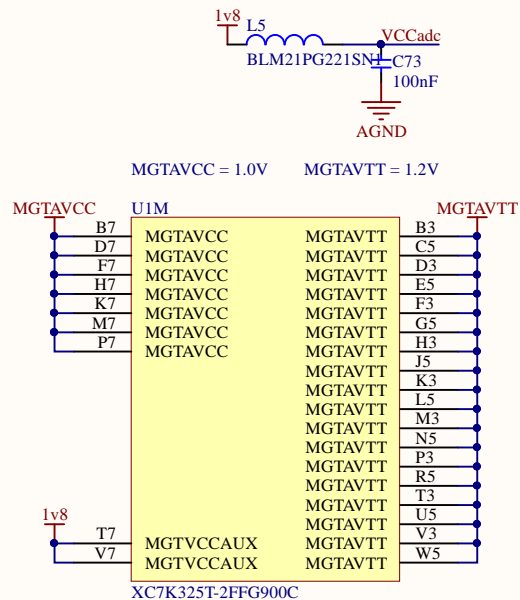 1v8
L5
VCCadc
BLM21PG221SN1
C73
100nF
AGND
MGTAVCC = 1.0V MGTAVTT = 1.2V
MGTAVCC U1M MGTAVTT
B7 MGTAVCC MGTAVTT B3
D7 MGTAVCC MGTAVTT C5
F7 MGTAVCC MGTAVTT D3
H7 MGTAVCC MGTAVTT E5
K7 MGTAVCC MGTAVTT F3
M7 MGTAVCC MGTAVTT G5
P7 MGTAVCC MGTAVTT H3
MGTAVTT J5
MGTAVTT K3
MGTAVTT L5
MGTAVTT M3
MGTAVTT N5
MGTAVTT P3
MGTAVTT R5
MGTAVTT T3
1v8
MGTAVTT U5
T7 MGTVCCAUX MGTAVTT V3
V7 MGTVCCAUX MGTAVTT W5
XC7K325T-2FFG900C